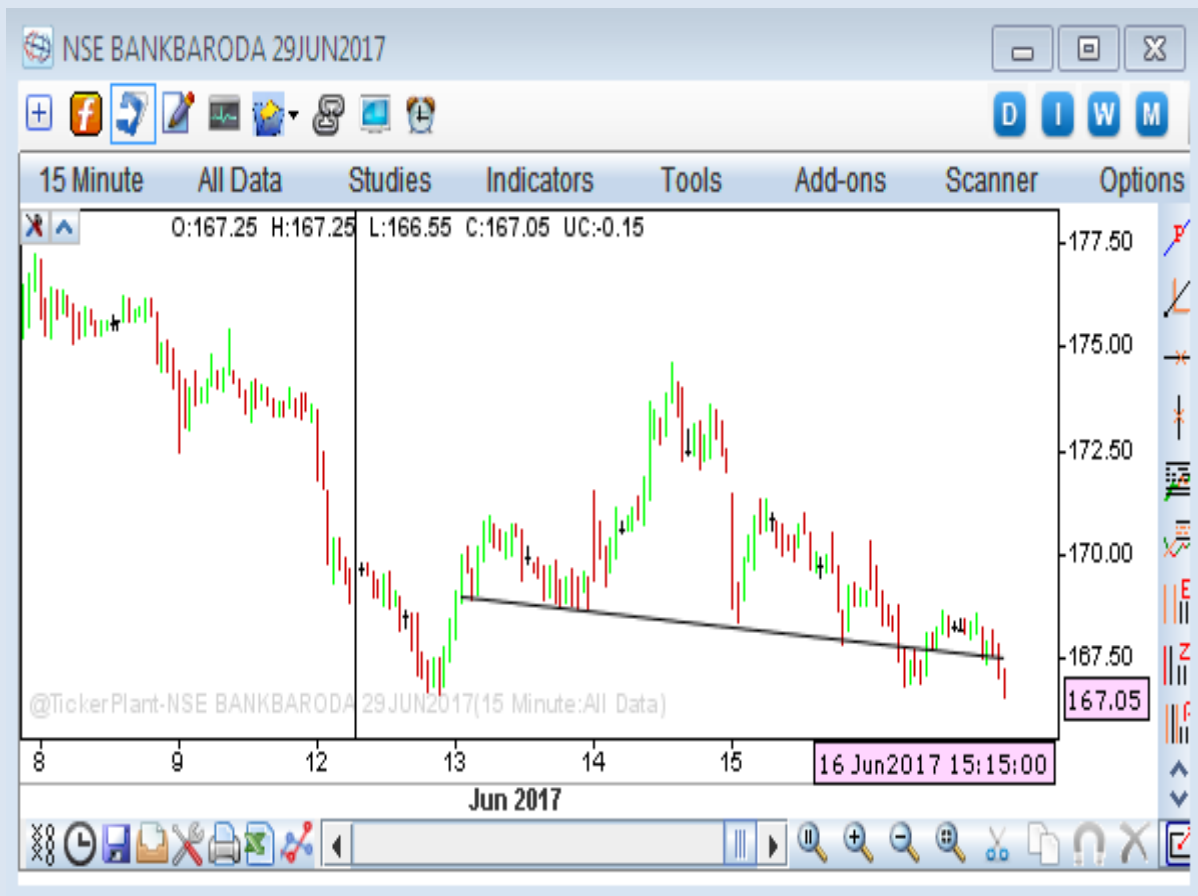 NSE BANKBARODA 29JUN2017
f D I W M
15 Minute All Data Studies Indicators Tools Add-ons Scanner Options
O:167.25 H:167.25 L:166.55 C:167.05 UC:-0.15
177.50
P
175.00
172.50
170.00
E
167.50
Z
167.05
@TickerPlant-NSE BANKBARODA 29JUN2017(15 Minute:All Data)
8 9 12 13 14 15 16 Jun2017 15:15:00
Jun 2017